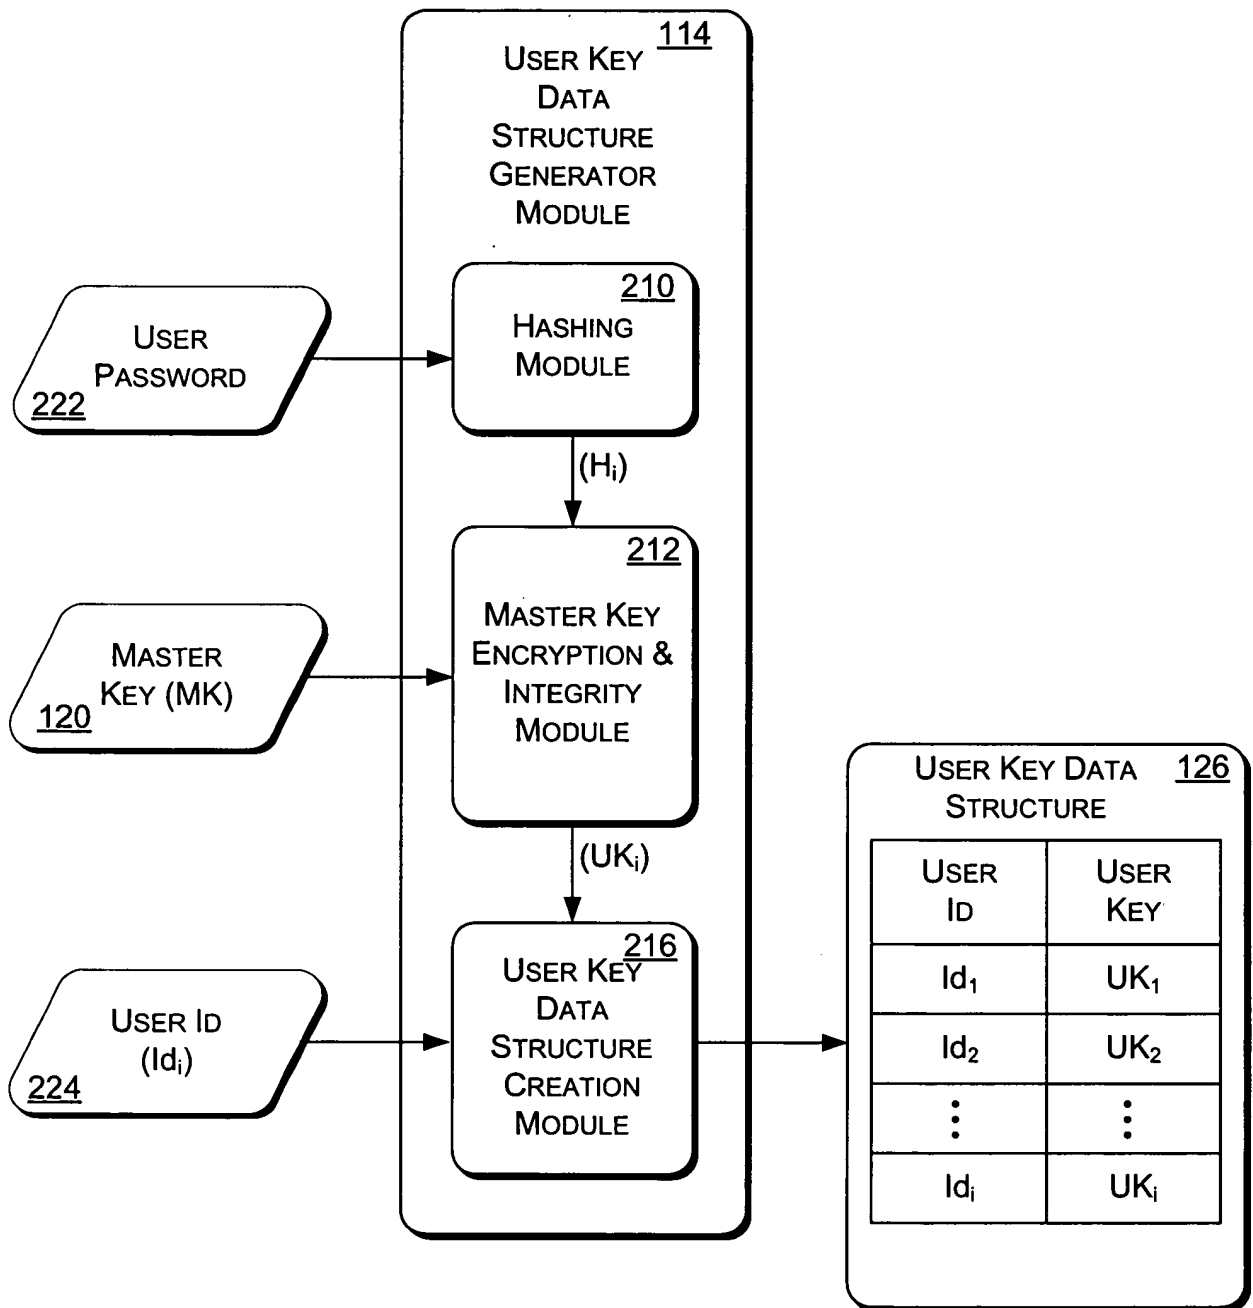 114
USER KEY
DATA
STRUCTURE
GENERATOR
MODULE
USER
PASSWORD
222
210
HASHING
MODULE
(Hi)
MASTER
KEY (MK)
120
212
MASTER KEY
ENCRYPTION &
INTEGRITY
MODULE
(UKi)
USER ID
(Idi)
224
216
USER KEY
DATA
STRUCTURE
CREATION
MODULE
USER KEY DATA 126
STRUCTURE
USER
ID
USER
KEY
Id1 UK1
Id2 UK2
⋮ ⋮
Idi UKi